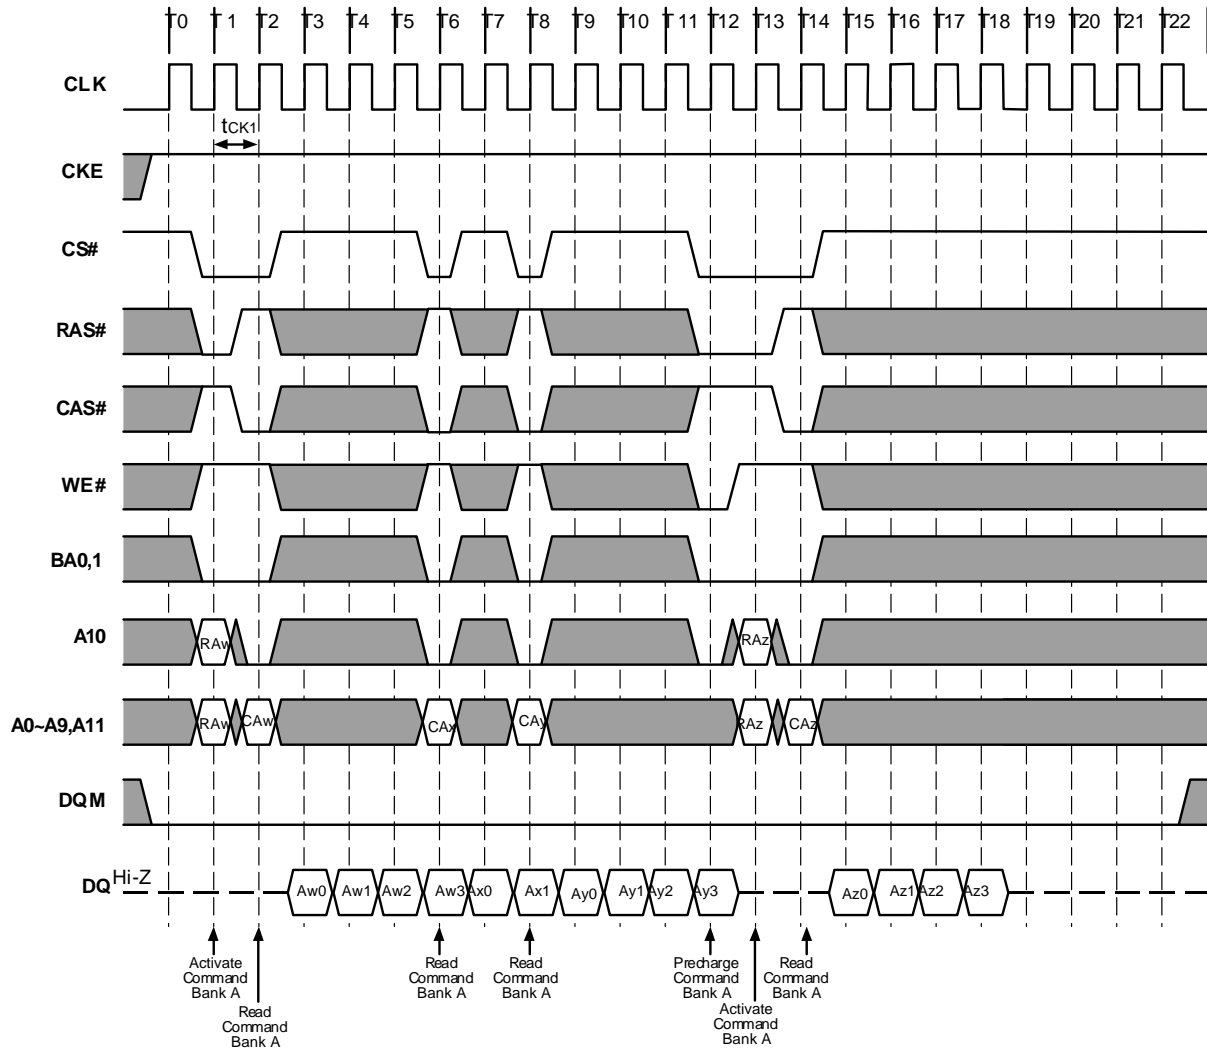 T0 T1 T2 T3 T4 T5 T6 T7 T8 T9 T10 T11 T12 T13 T14 T15 T16 T17 T18 T19 T20 T21 T22
CLK
tCK1
CKE
CS#
RAS#
CAS#
WE#
BA0,1
A10 RAw RAz
A0~A9,A11 RAw CAw CAx CAy RAz CAz
DQM
DQ Hi-Z Aw0 Aw1 Aw2 Aw3 Ax0 Ax1 Ay0 Ay1 Ay2 Ay3 Az0 Az1 Az2 Az3
Activate
Command
Bank A
Read
Command
Bank A
Read
Command
Bank A
Read
Command
Bank A
Precharge
Command
Bank A
Activate
Command
Bank A
Read
Command
Bank A